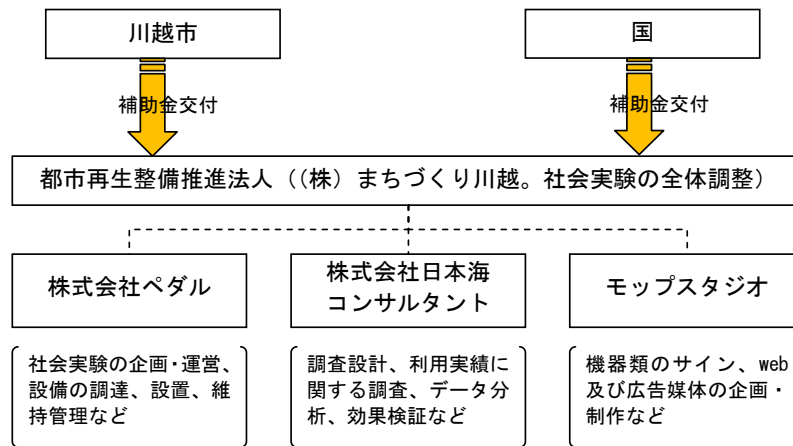 川越市
国
補助金交付
補助金交付
都市再生整備推進法人（（株）まちづくり川越。社会実験の全体調整）
株式会社ペダル
株式会社日本海
コンサルタント
モップスタジオ
社会実験の企画・運営、
設備の調達、設置、維
持管理など
調査設計、利用実績に
関する調査、データ分
析、効果検証など
機器類のサイン、web
及び広告媒体の企画・
制作など